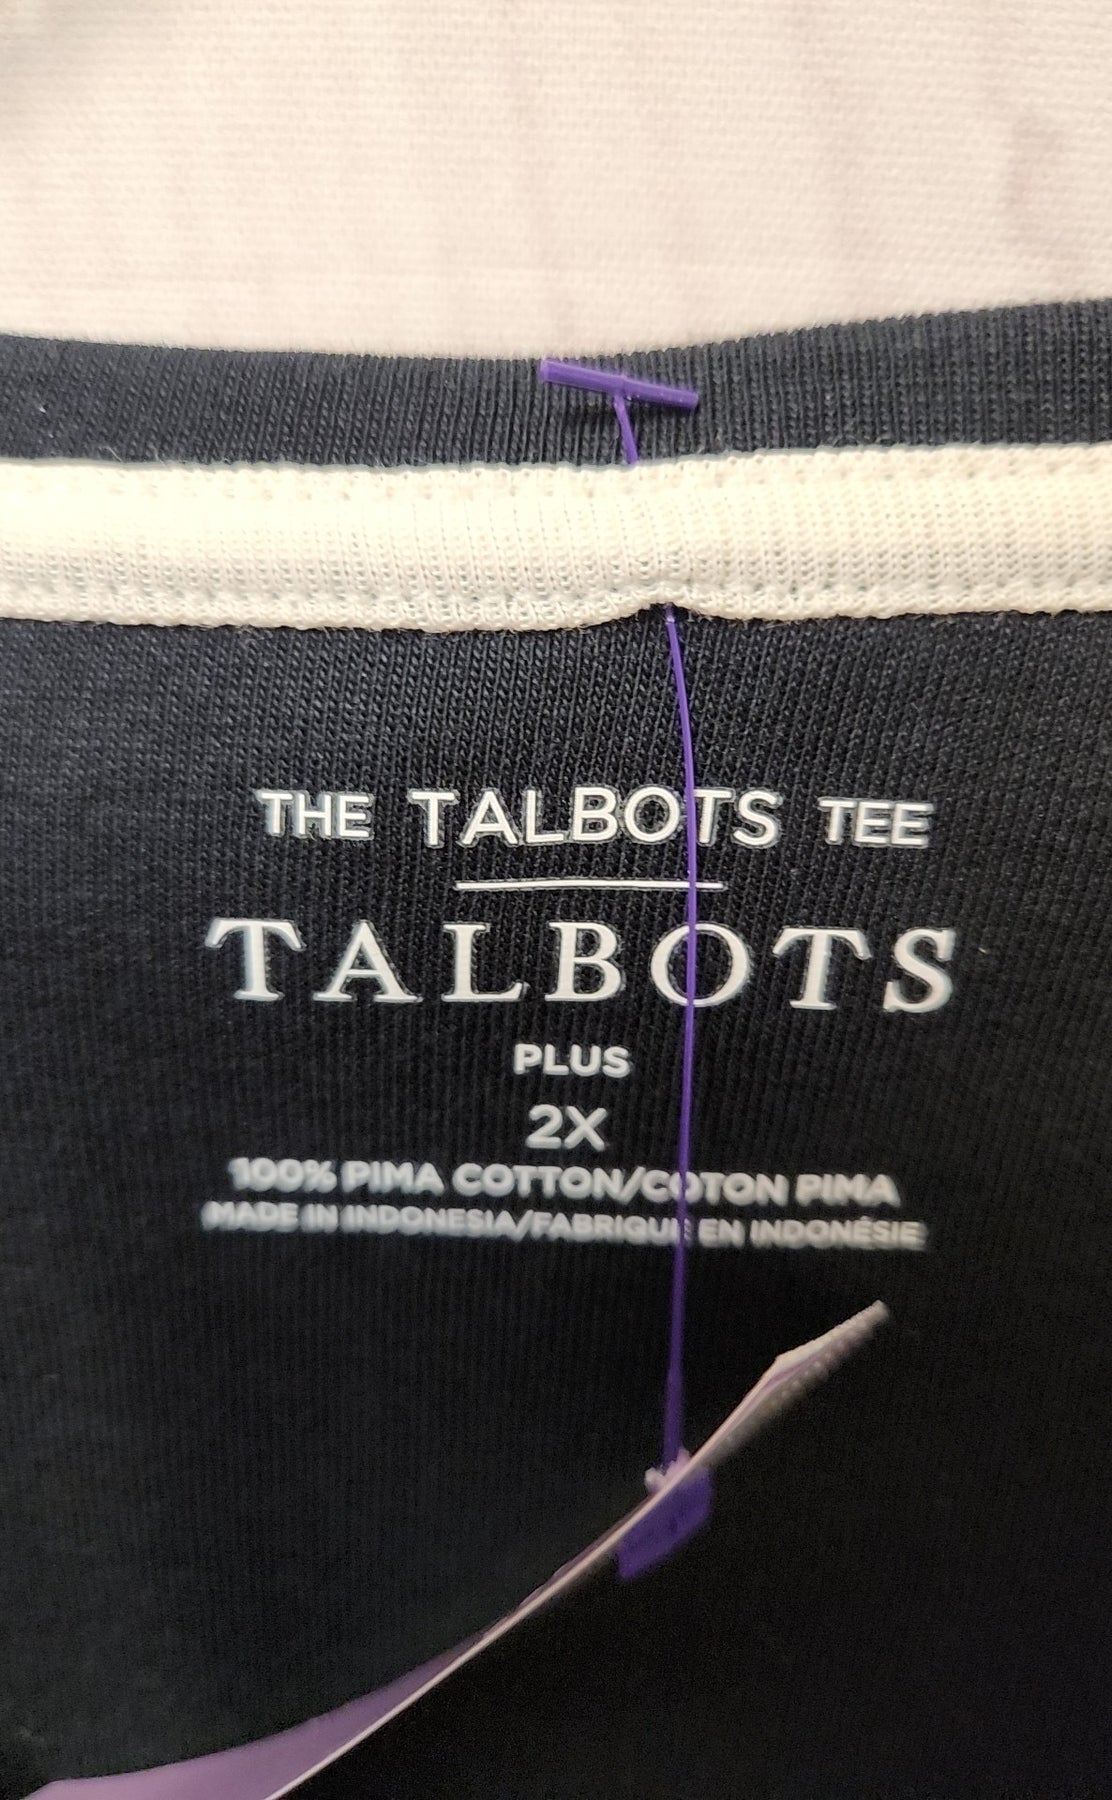 THE TALBOTS TEE
TALBOTS
PLUS
2X
100% PIMA COTTON/COTON PIMA
MADE IN INDONESIA/FABRIQUE EN INDONÉSIE